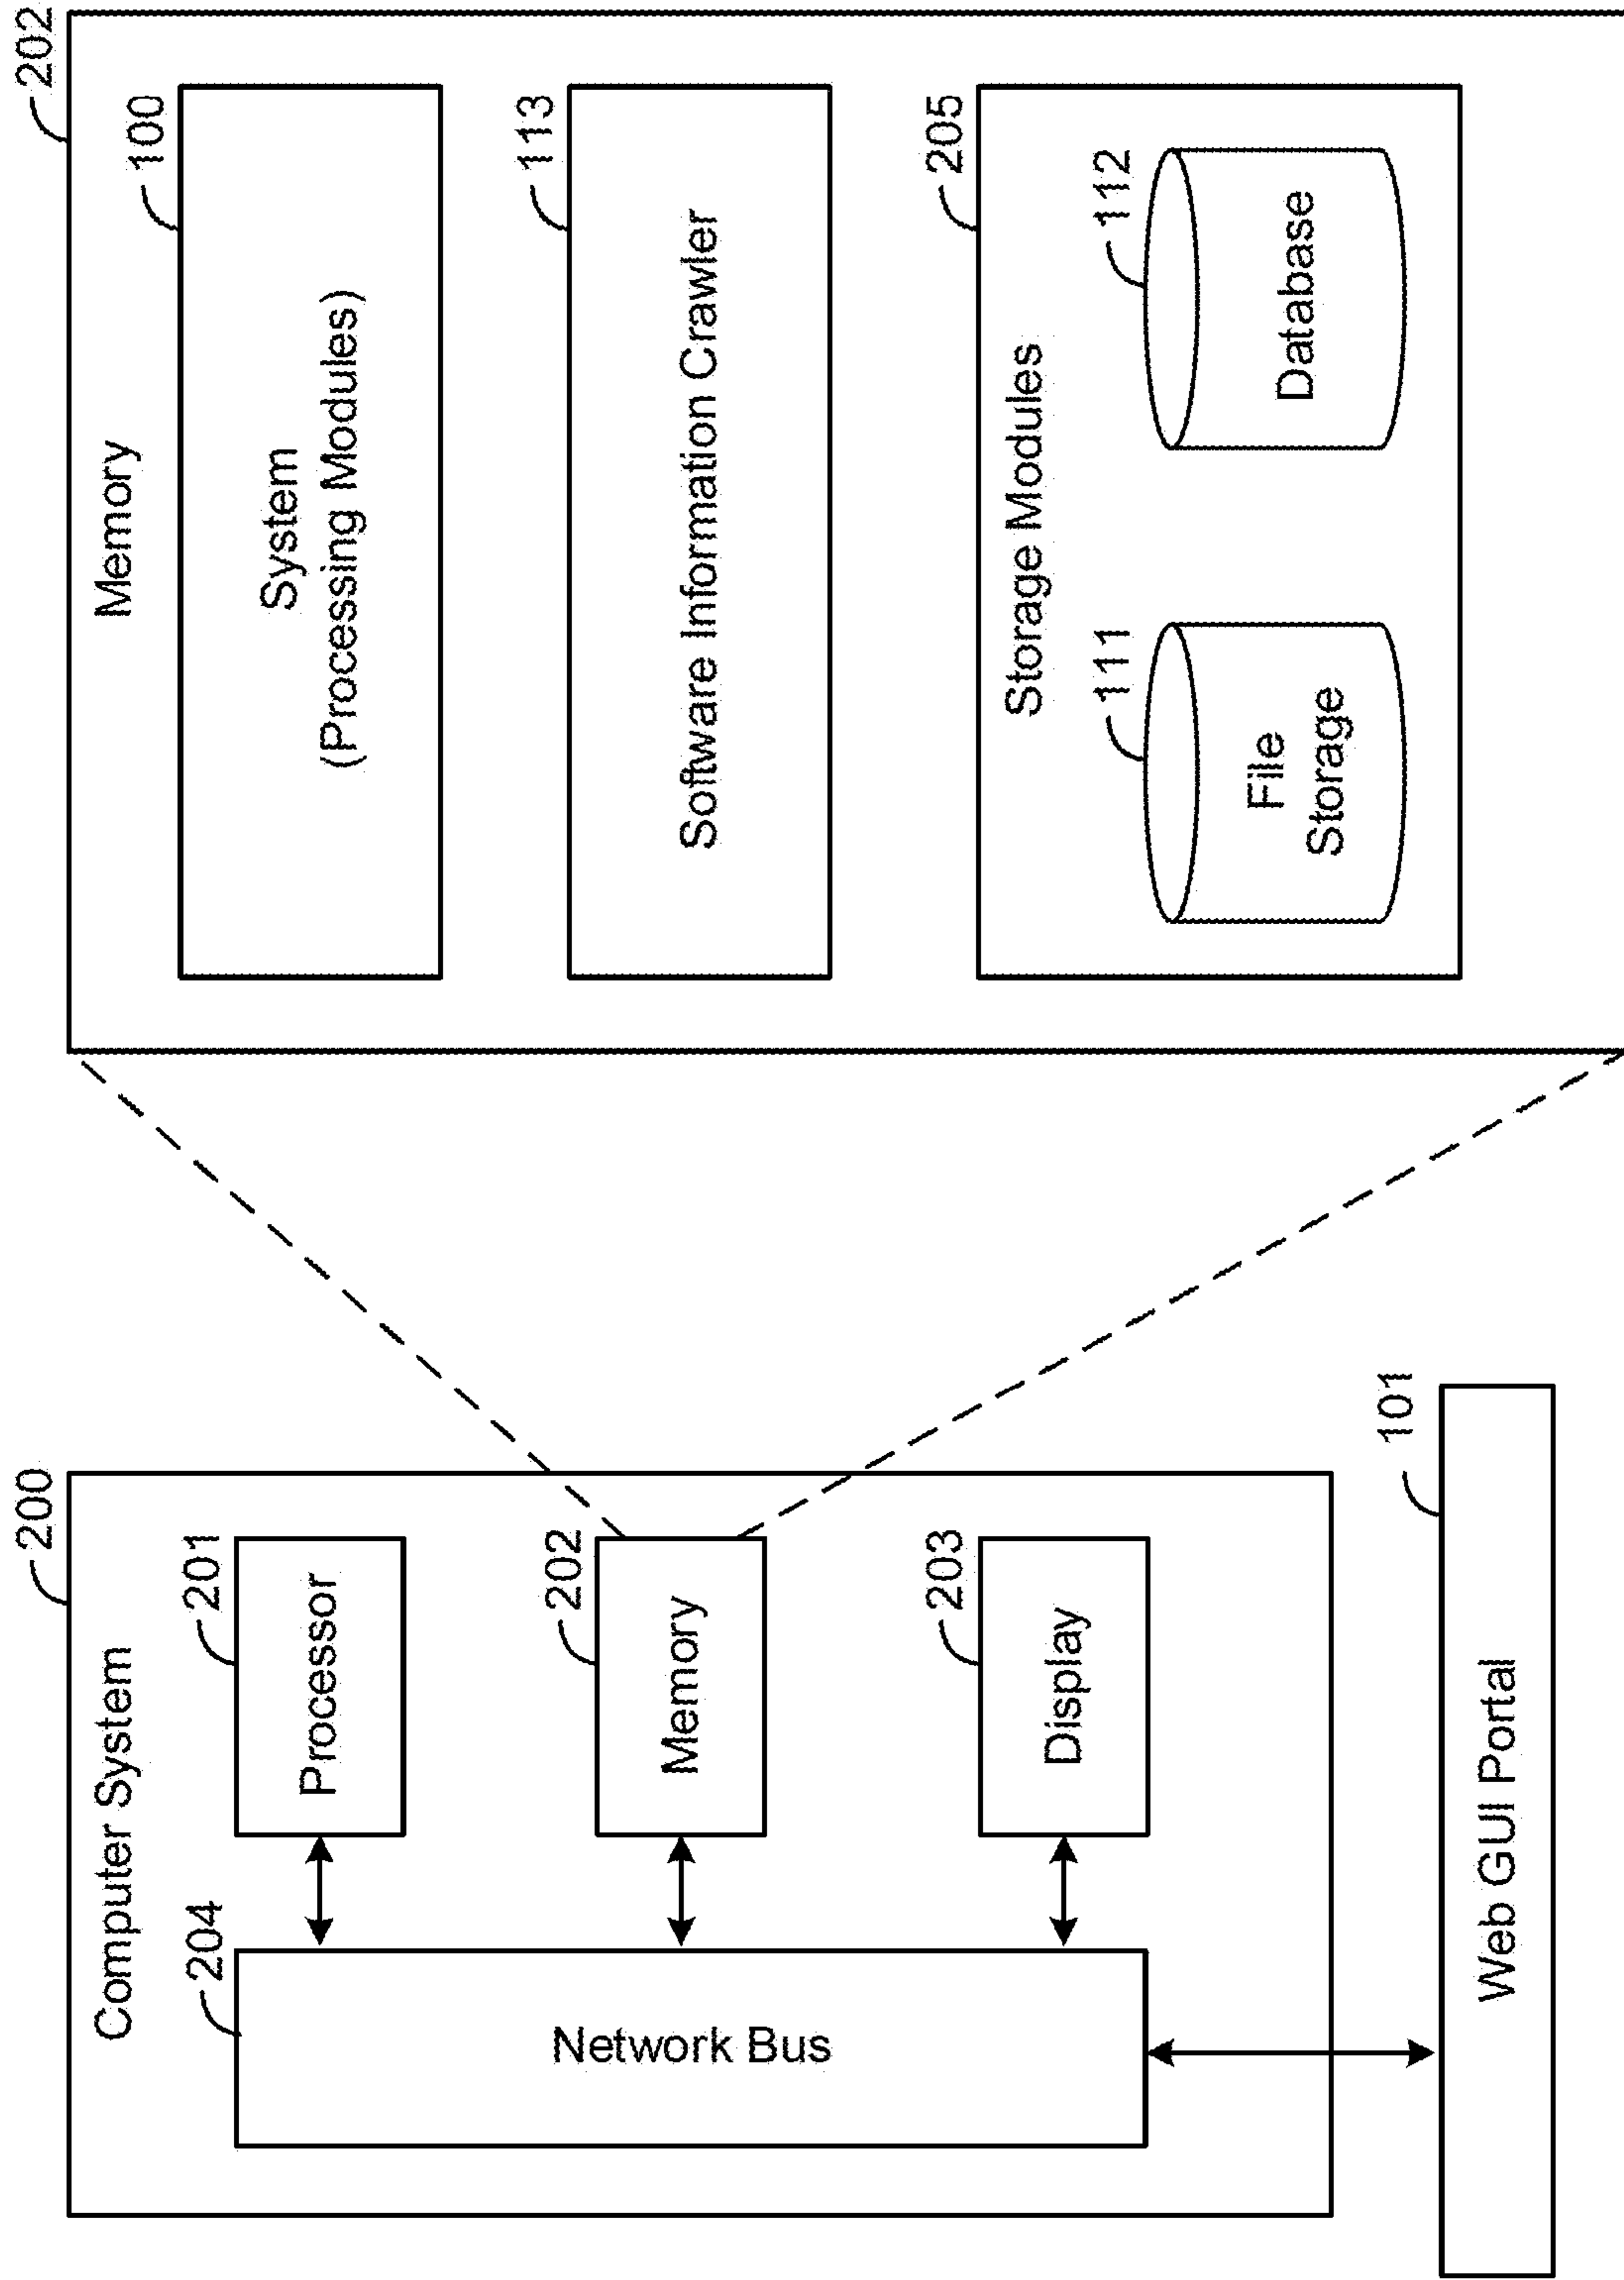 200
Computer System
204
Network Bus
201
Processor
202
Memory
203
Display
101
Web GUI Portal
202
Memory
100
System
(Processing Modules)
113
Software Information Crawler
205
Storage Modules
111
File
Storage
112
Database